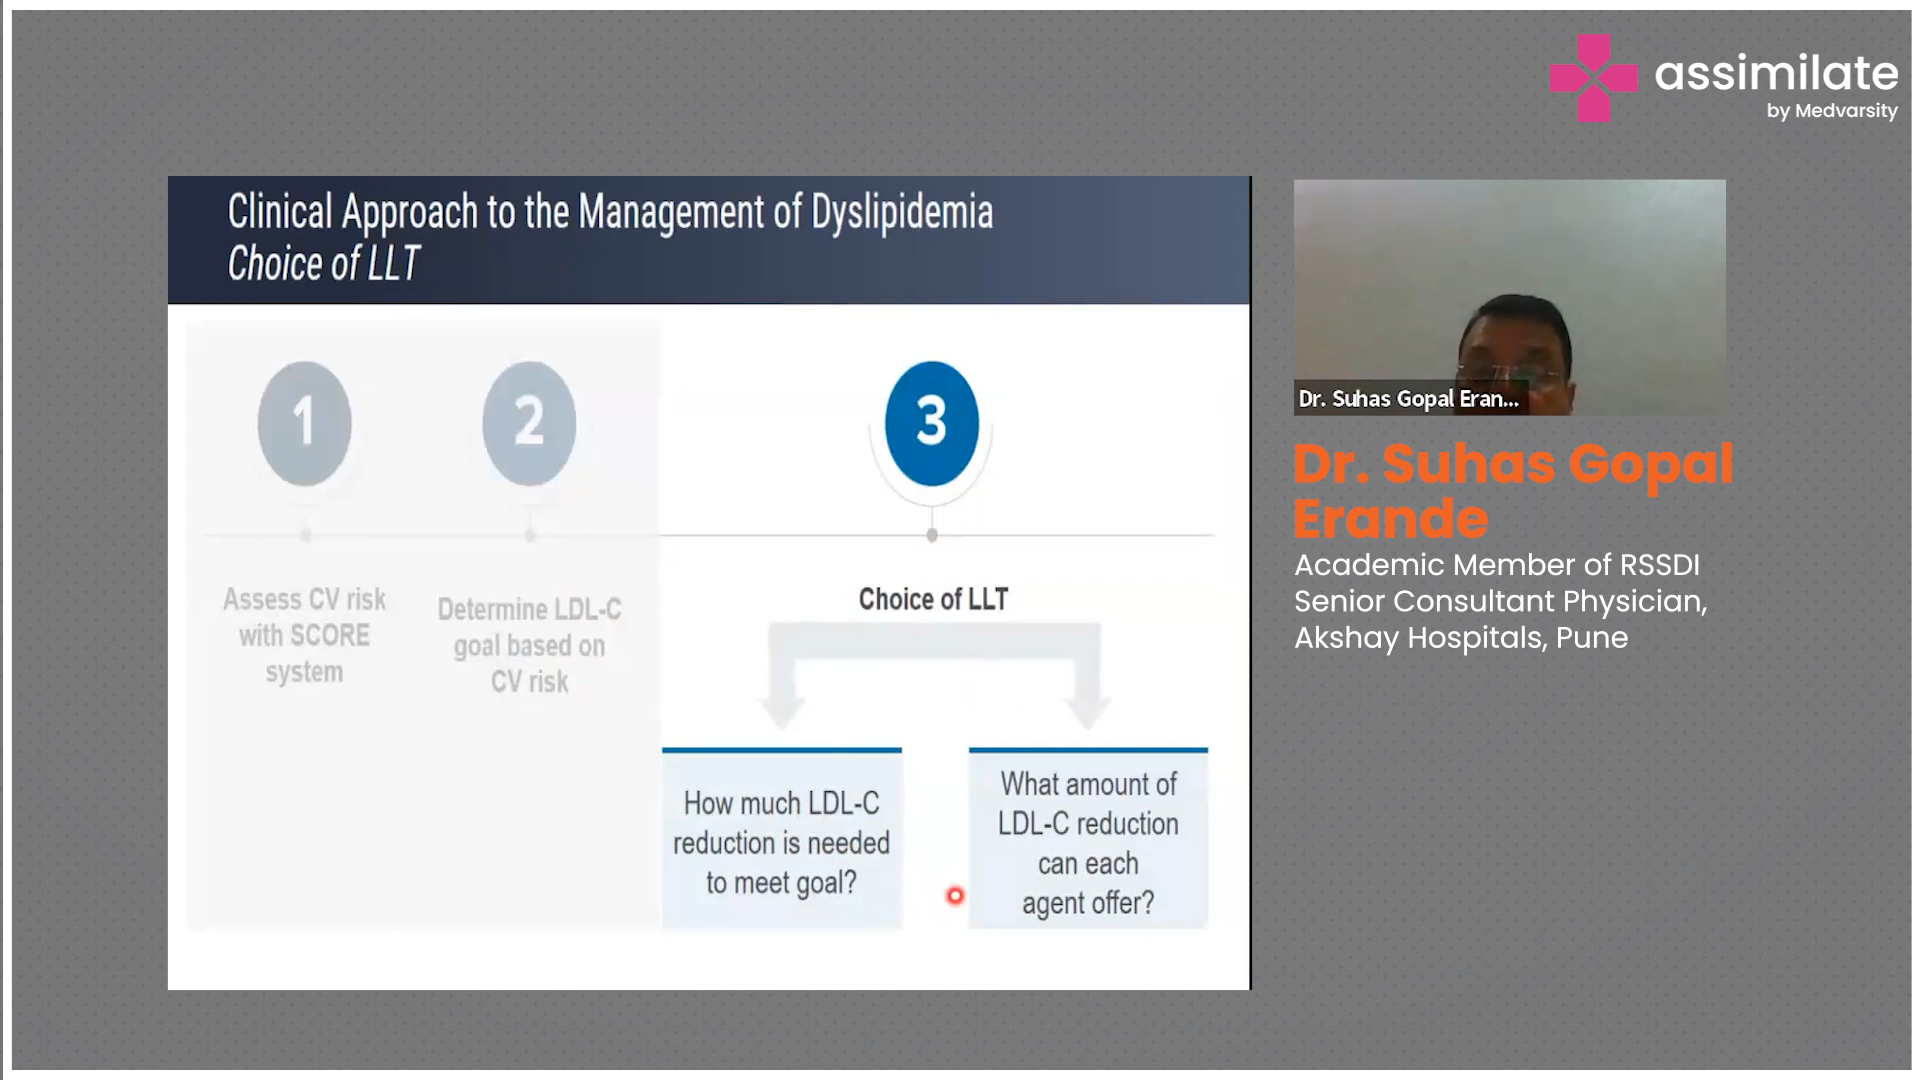 assimilate
by Medvarsity
Clinical Approach to the Management of Dyslipidemia
Choice of LLT
1
2
3
Assess CV risk
with SCORE
system
Determine LDL-C
goal based on
CV risk
Choice of LLT
How much LDL-C
reduction is needed
to meet goal?
What amount of
LDL-C reduction
can each
agent offer?
Dr. Suhas Gopal Eran...
Dr. Suhas Gopal
Erande
Academic Member of RSSDI
Senior Consultant Physician,
Akshay Hospitals, Pune